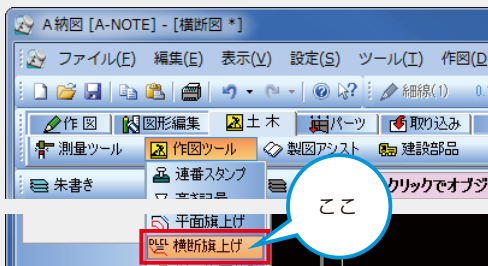 A納図 [A-NOTE] - [横断図 *]
ファイル(F) 編集(E) 表示(V) 設定(S) ツール(T) 作図(D
細線(1) 0.
作 図 図形編集 土 木 パーツ 取り込み
測量ツール 作図ツール 製図アシスト 建設部品
朱書き 連番スタンプ クリックでオブジ
平面旗上げ
横断旗上げ
ここ